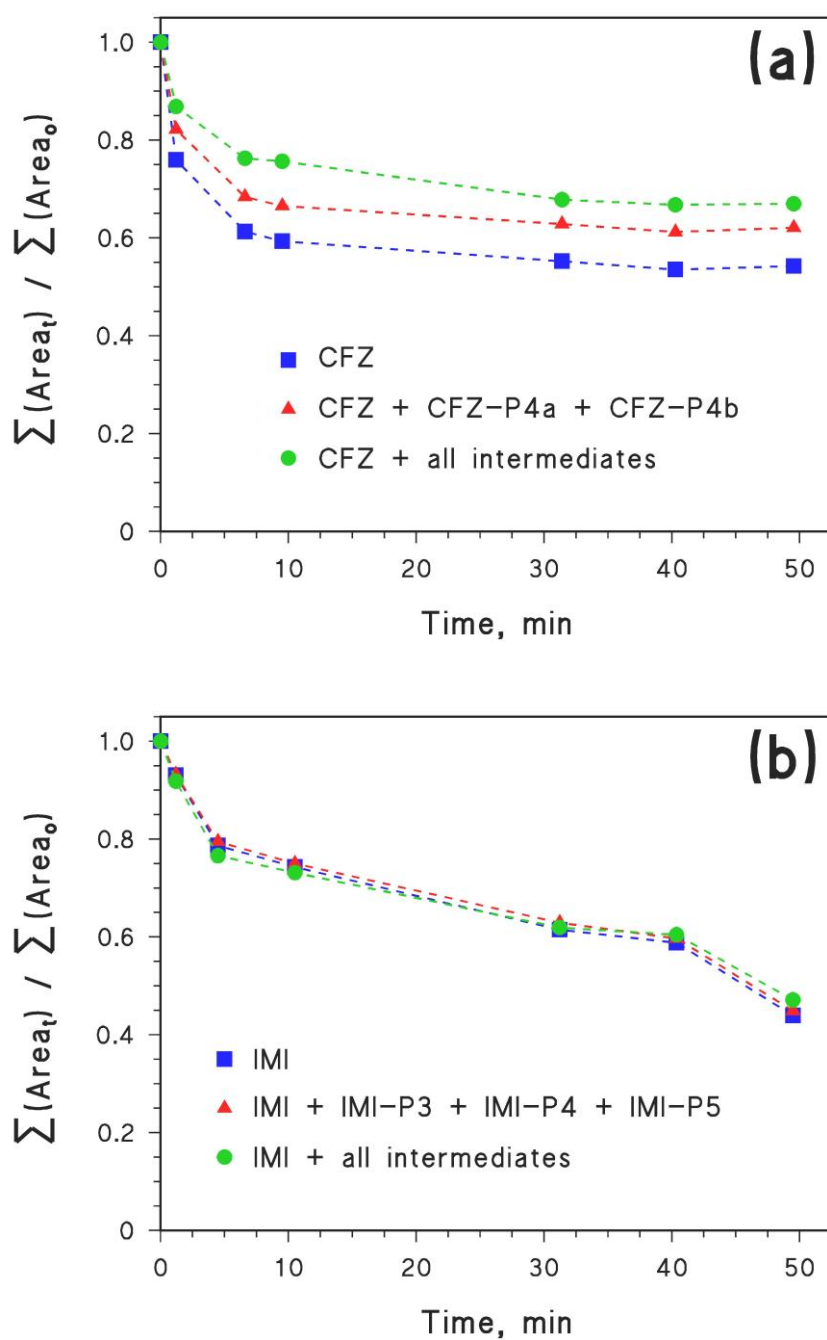 (a)
∑(Areaₜ) / ∑(Areaₒ)
1.0
0.8
0.6
0.4
0.2
0
CFZ
CFZ + CFZ–P4a + CFZ–P4b
CFZ + all intermediates
0 10 20 30 40 50
Time, min
(b)
∑(Areaₜ) / ∑(Areaₒ)
1.0
0.8
0.6
0.4
0.2
0
IMI
IMI + IMI–P3 + IMI–P4 + IMI–P5
IMI + all intermediates
0 10 20 30 40 50
Time, min